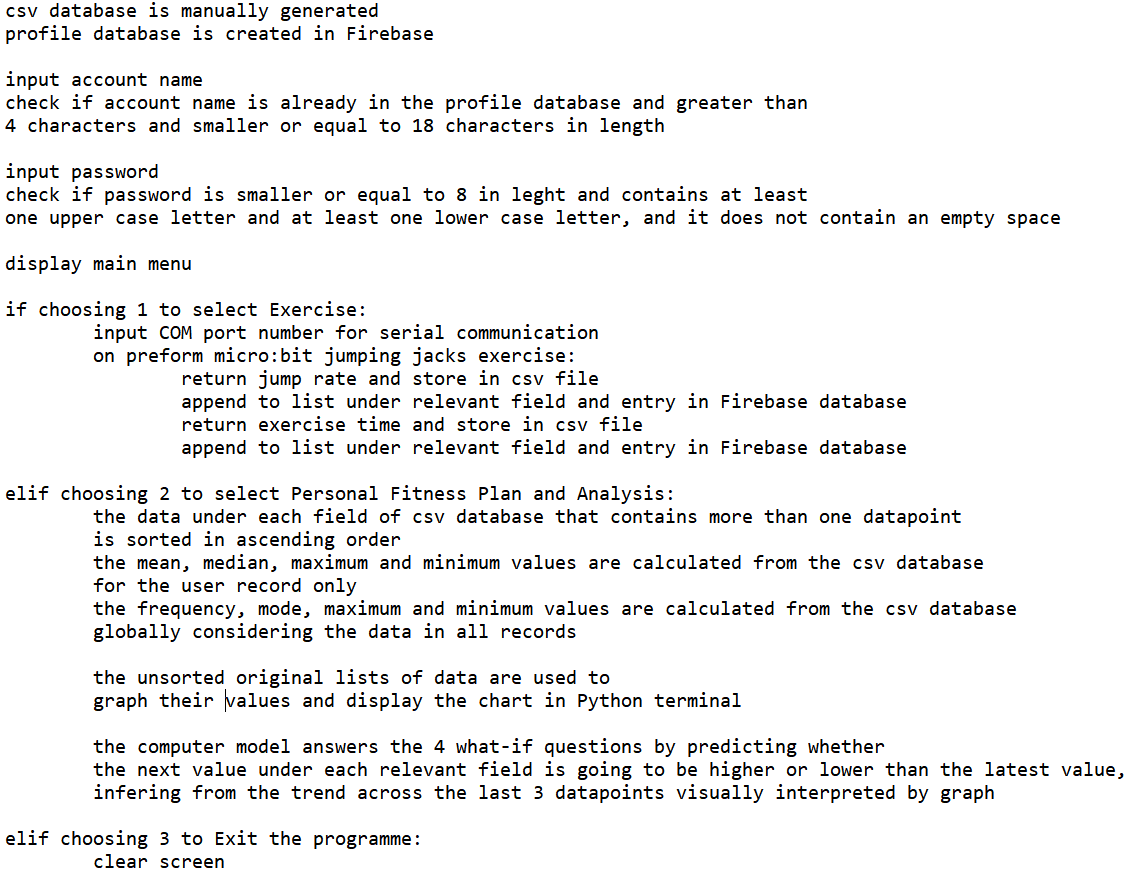 csv database is manually generated
profile database is created in Firebase
input account name
check if account name is already in the profile database and greater than
4 characters and smaller or equal to 18 characters in length
input password
check if password is smaller or equal to 8 in leght and contains at least
one upper case letter and at least one lower case letter, and it does not contain an empty space
display main menu
if choosing 1 to select Exercise:
input COM port number for serial communication
on preform micro:bit jumping jacks exercise:
return jump rate and store in csv file
append to list under relevant field and entry in Firebase database
return exercise time and store in csv file
append to list under relevant field and entry in Firebase database
elif choosing 2 to select Personal Fitness Plan and Analysis:
the data under each field of csv database that contains more than one datapoint
is sorted in ascending order
the mean, median, maximum and minimum values are calculated from the csv database
for the user record only
the frequency, mode, maximum and minimum values are calculated from the csv database
globally considering the data in all records
the unsorted original lists of data are used to
graph their values and display the chart in Python terminal
the computer model answers the 4 what-if questions by predicting whether
the next value under each relevant field is going to be higher or lower than the latest value,
infering from the trend across the last 3 datapoints visually interpreted by graph
elif choosing 3 to Exit the programme:
clear screen